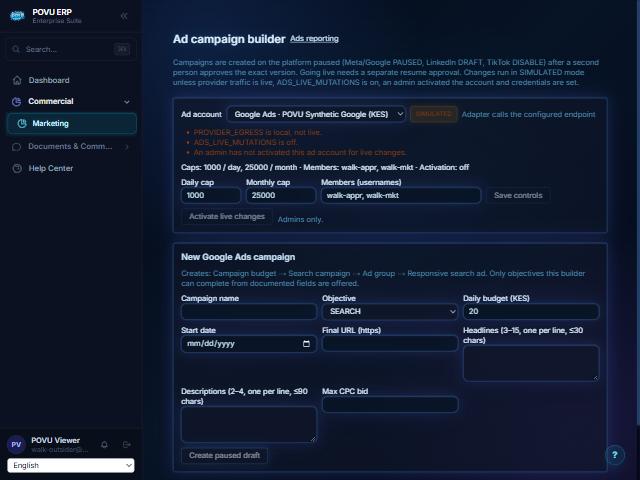 POVU ERP
Enterprise Suite
Search...
Dashboard
Commercial
Marketing
Documents & Comm...
Help Center
PV
POVU Viewer
walk-outsider@...
English
Ad campaign builder Ads reporting
Campaigns are created on the platform paused (Meta/Google PAUSED, LinkedIn DRAFT, TikTok DISABLE) after a second
person approves the exact version. Going live needs a separate resume approval. Changes run in SIMULATED mode
unless provider traffic is live, ADS_LIVE_MUTATIONS is on, an admin activated the account and credentials are set.
Ad account Google Ads · POVU Synthetic Google (KES) SIMULATED Adapter calls the configured endpoint
• PROVIDER_EGRESS is local, not live.
• ADS_LIVE_MUTATIONS is off.
• An admin has not activated this ad account for live changes.
Caps: 1000 / day, 25000 / month · Members: walk-appr, walk-mkt · Activation: off
Daily cap Monthly cap Members (usernames)
1000 25000 walk-appr, walk-mkt Save controls
Activate live changes Admins only.
New Google Ads campaign
Creates: Campaign budget → Search campaign → Ad group → Responsive search ad. Only objectives this builder
can complete from documented fields are offered.
Campaign name Objective Daily budget (KES)
SEARCH 20
Start date Final URL (https) Headlines (3–15, one per line, ≤30
chars)
mm/dd/yyyy
Descriptions (2–4, one per line, ≤90
chars)
Max CPC bid
Create paused draft
?